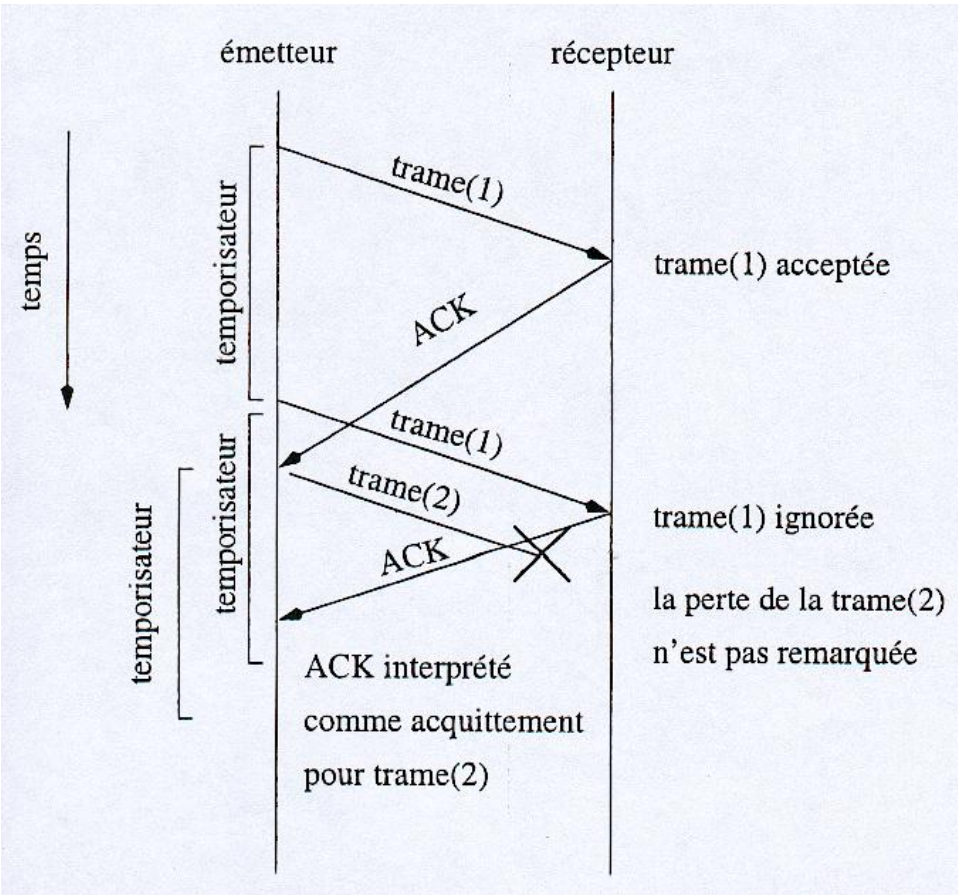 émetteur
récepteur
temps
temporisateur
trame(1)
trame(1) acceptée
ACK
temporisateur
trame(1)
temporisateur
trame(2)
trame(1) ignorée
ACK
la perte de la trame(2)
n'est pas remarquée
ACK interprété
comme acquittement
pour trame(2)